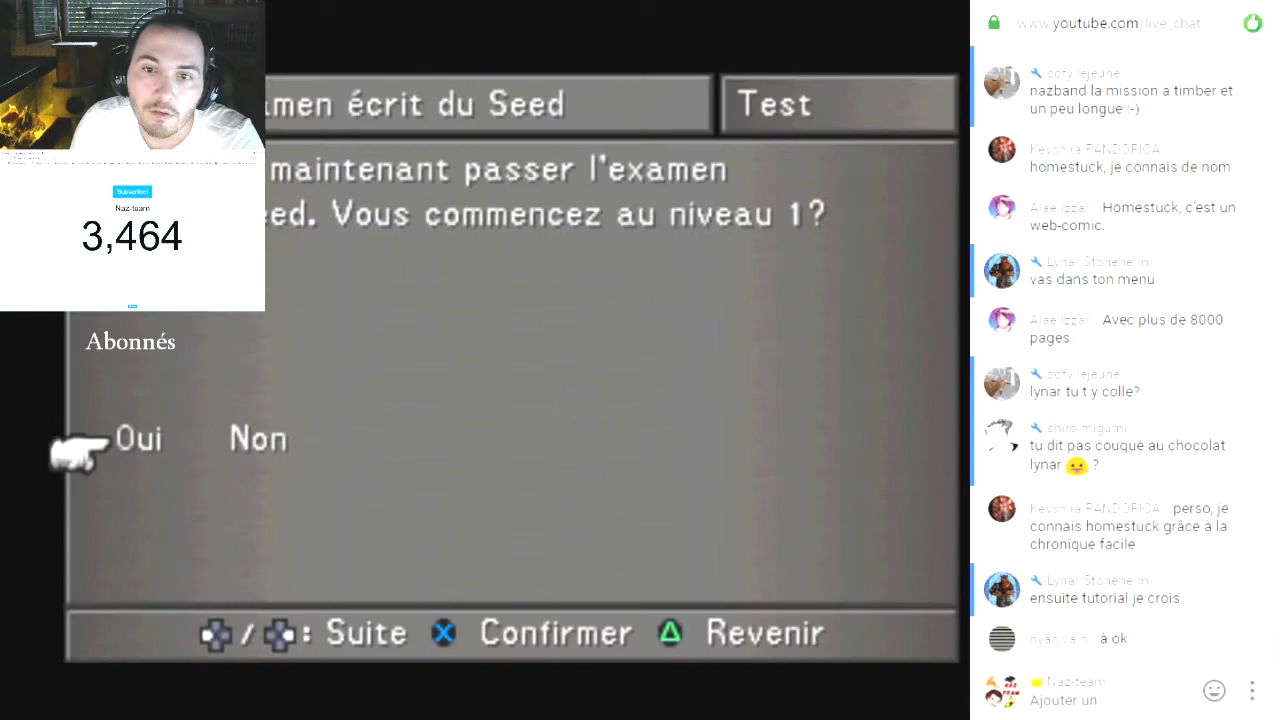 amen écrit du Seed
Test
maintenant passer l'examen
eed. Vous commencez au niveau 1?
Oui Non
: Suite Confirmer Revenir
Subscribe!
Naz-team
3,464
Abonnés
www.youtube.com/live_chat
sofy lejeune
nazband la mission a timber et
un peu longue :-)
Keyshira PANDORICA
homestuck, je connais de nom
Alae Izzar Homestuck, c'est un
web-comic.
Lynar Stoneheim
vas dans ton menu
Alae Izzar Avec plus de 8000
pages
sofy lejeune
lynar tu t y colle?
shiro migumi
tu dit pas couque au chocolat
lynar ?
Keyshira PANDORICA perso, je
connais homestuck grâce à la
chronique facile
Lynar Stoneheim
ensuite tutorial je crois
à ok
Naz-team
Ajouter un